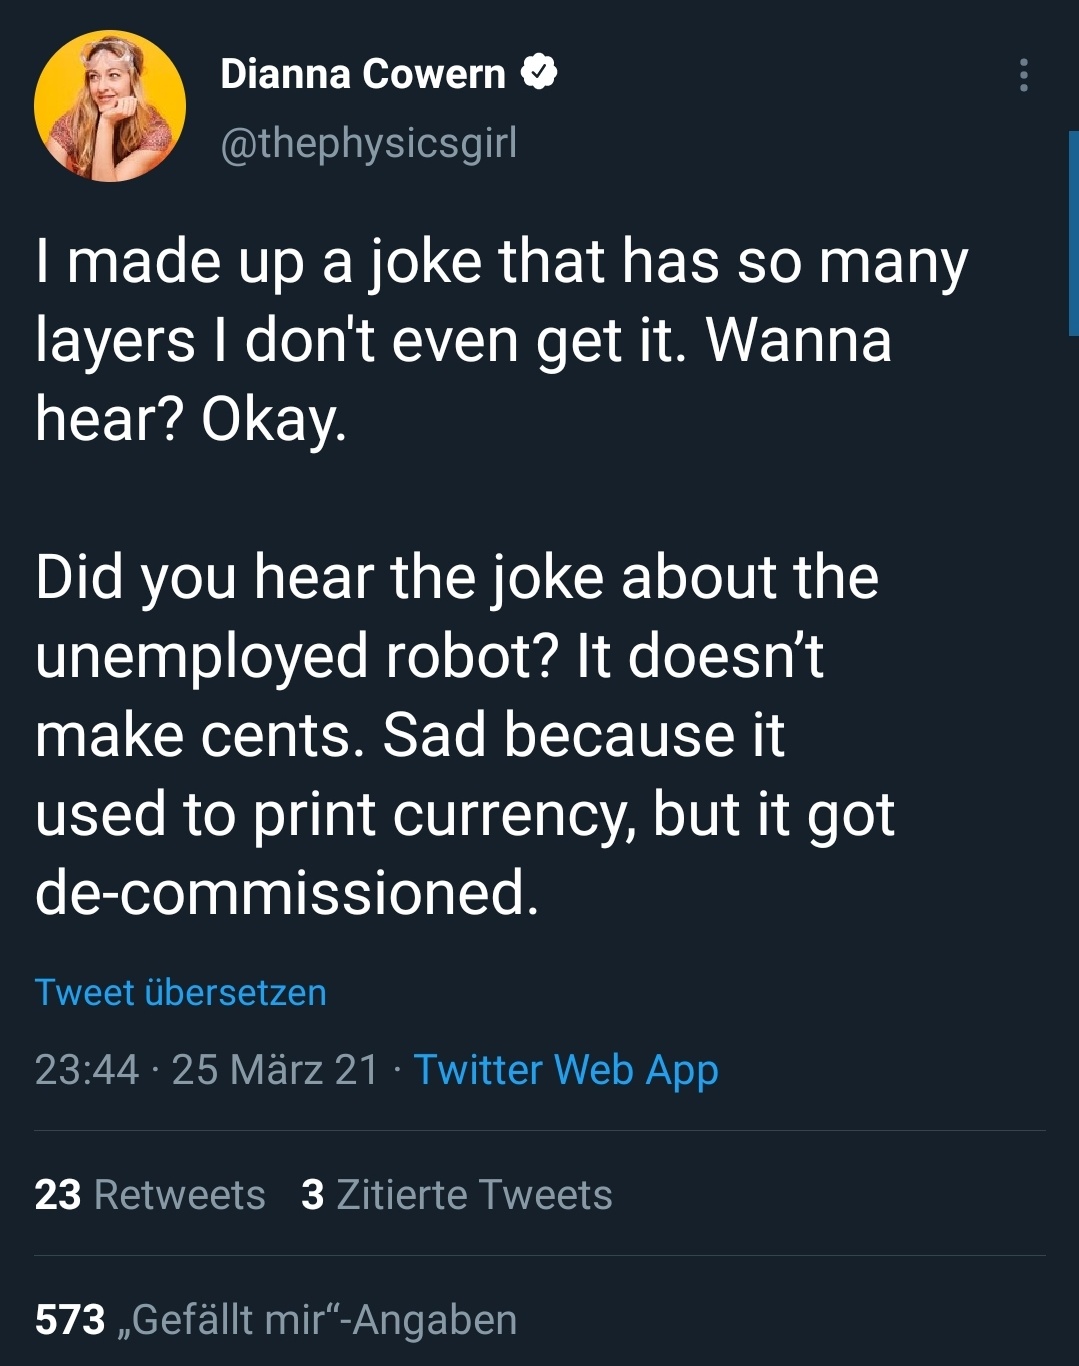 Dianna Cowern
@thephysicsgirl
I made up a joke that has so many
layers I don't even get it. Wanna
hear? Okay.
Did you hear the joke about the
unemployed robot? It doesn’t
make cents. Sad because it
used to print currency, but it got
de-commissioned.
Tweet übersetzen
23:44 · 25 März 21 · Twitter Web App
23 Retweets 3 Zitierte Tweets
573 „Gefällt mir“-Angaben